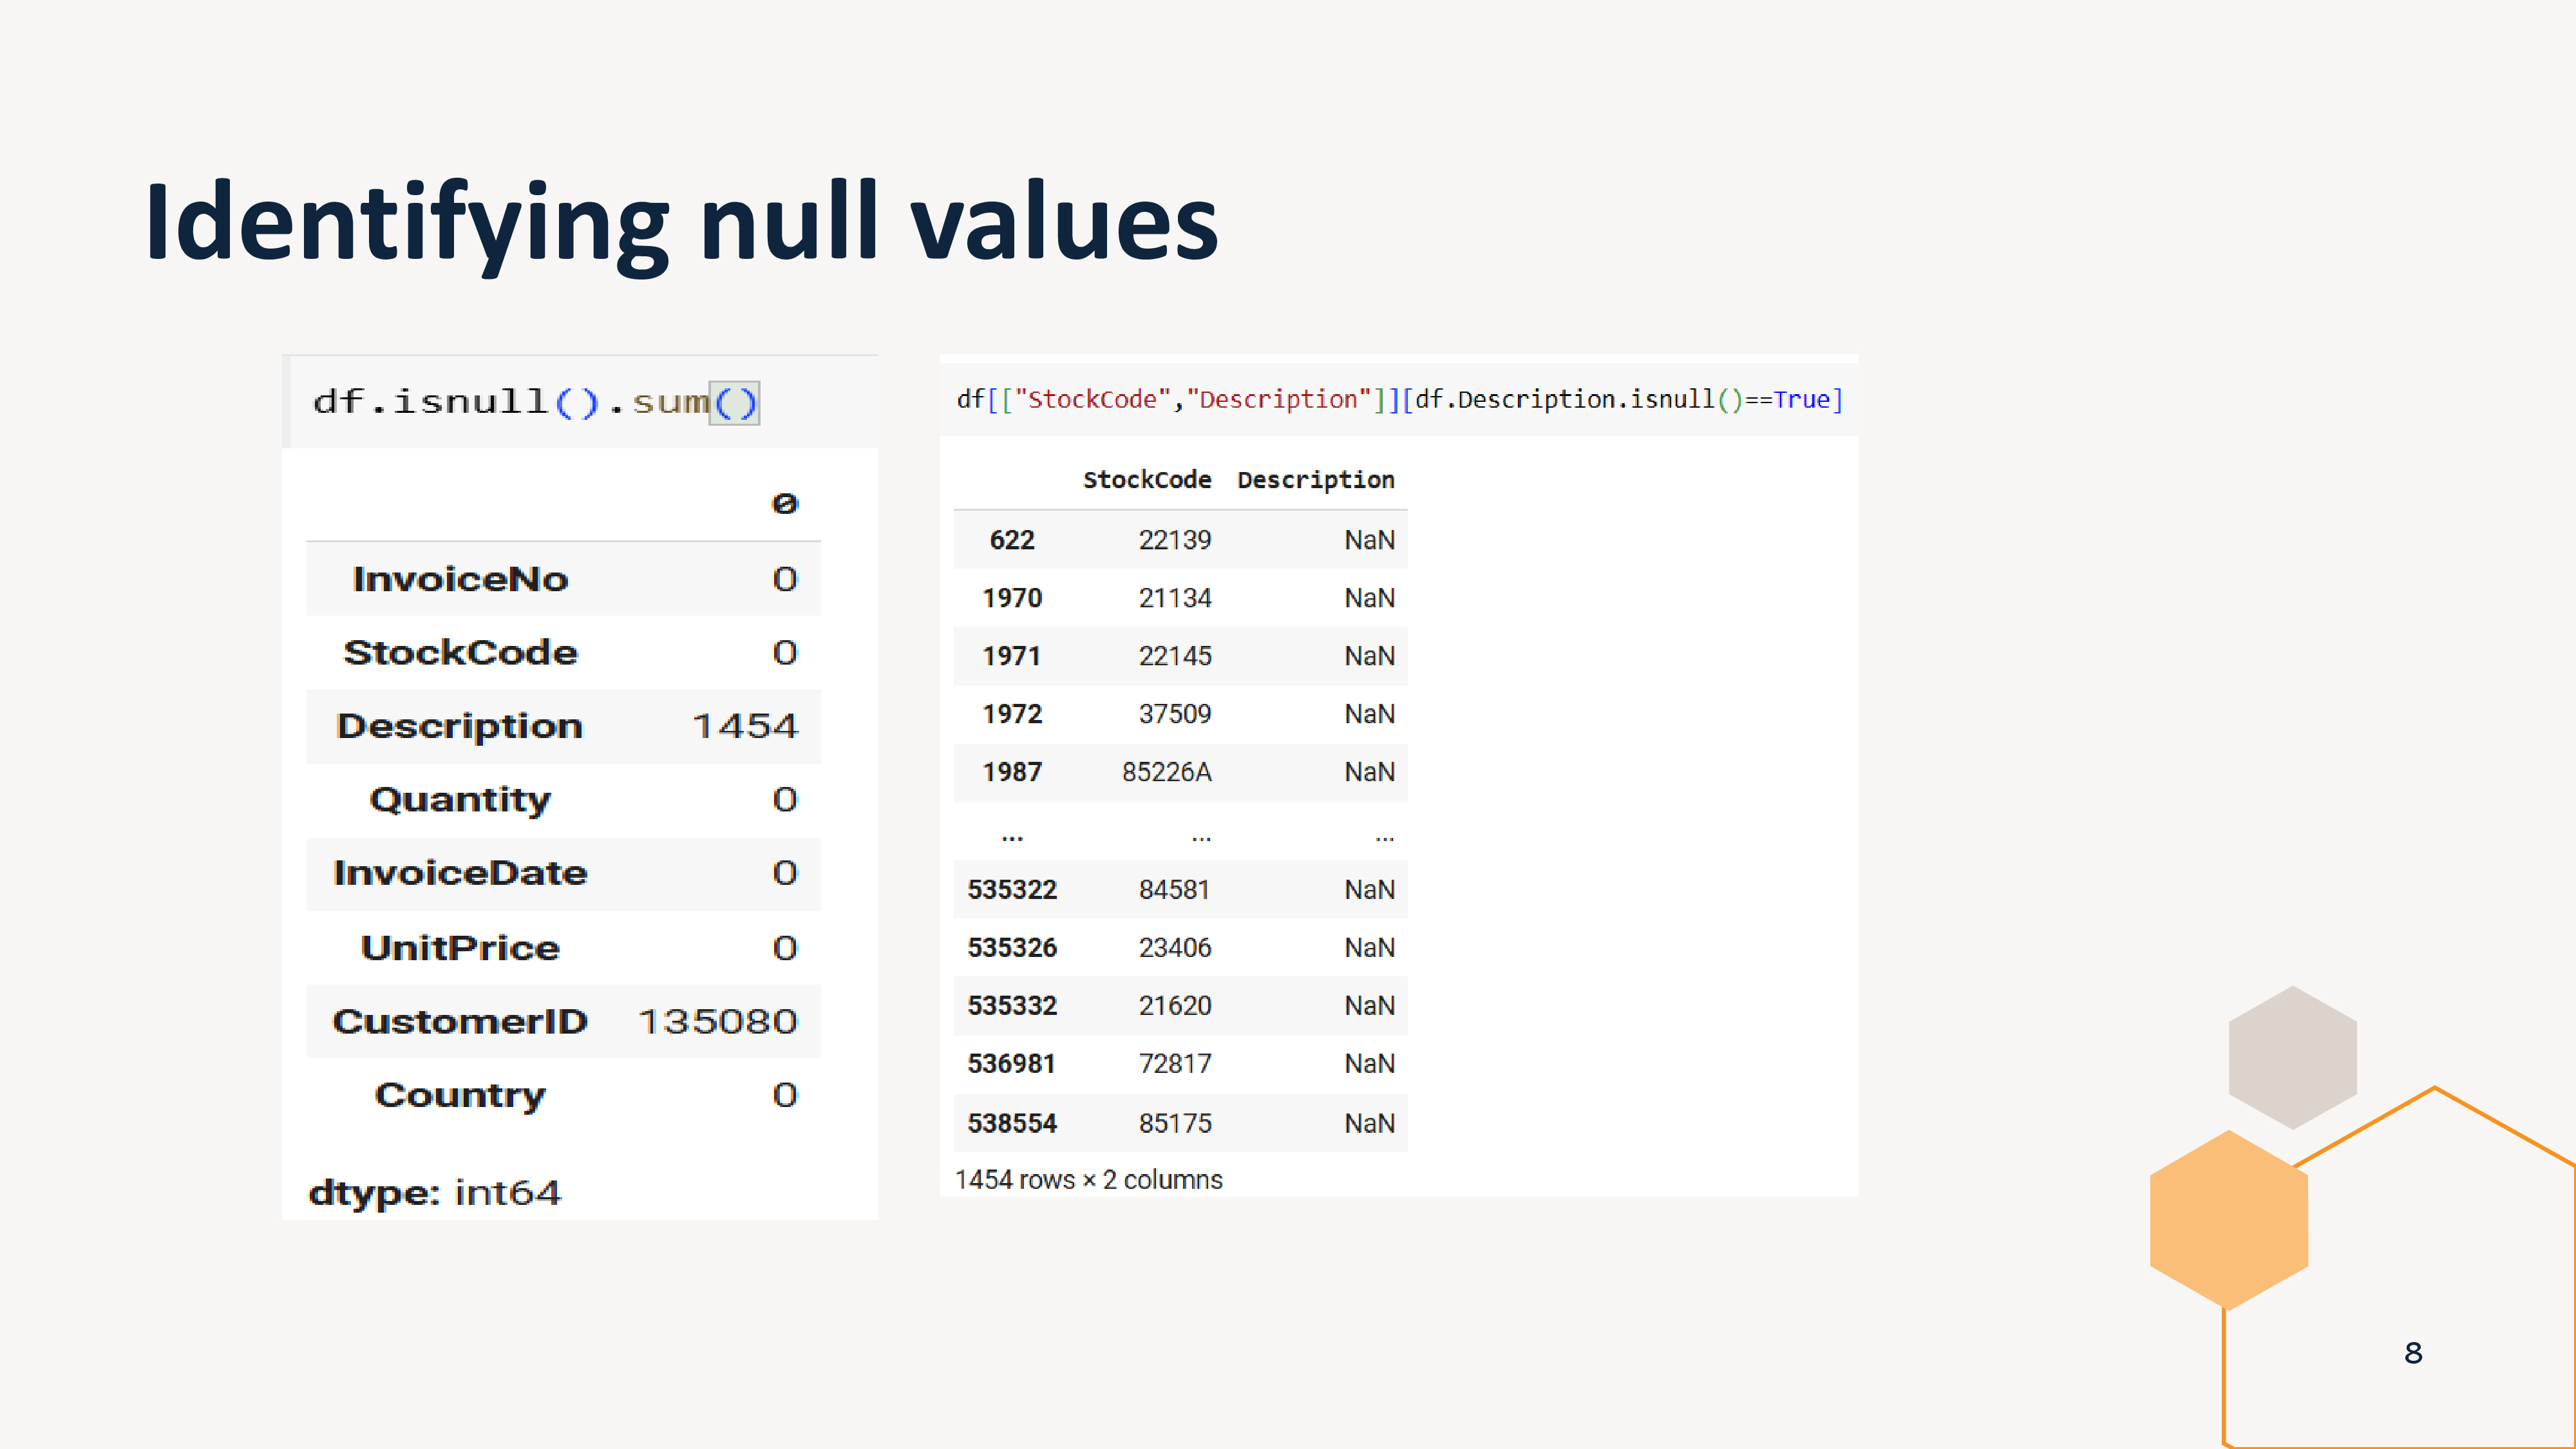 Identifying null values
df.isnull().sum()
0
InvoiceNo 0
StockCode 0
Description 1454
Quantity 0
InvoiceDate 0
UnitPrice 0
CustomerID 135080
Country 0
dtype: int64
df[["StockCode","Description"]][df.Description.isnull()==True]
StockCode Description
622 22139 NaN
1970 21134 NaN
1971 22145 NaN
1972 37509 NaN
1987 85226A NaN
... ... ...
535322 84581 NaN
535326 23406 NaN
535332 21620 NaN
536981 72817 NaN
538554 85175 NaN
1454 rows × 2 columns
8